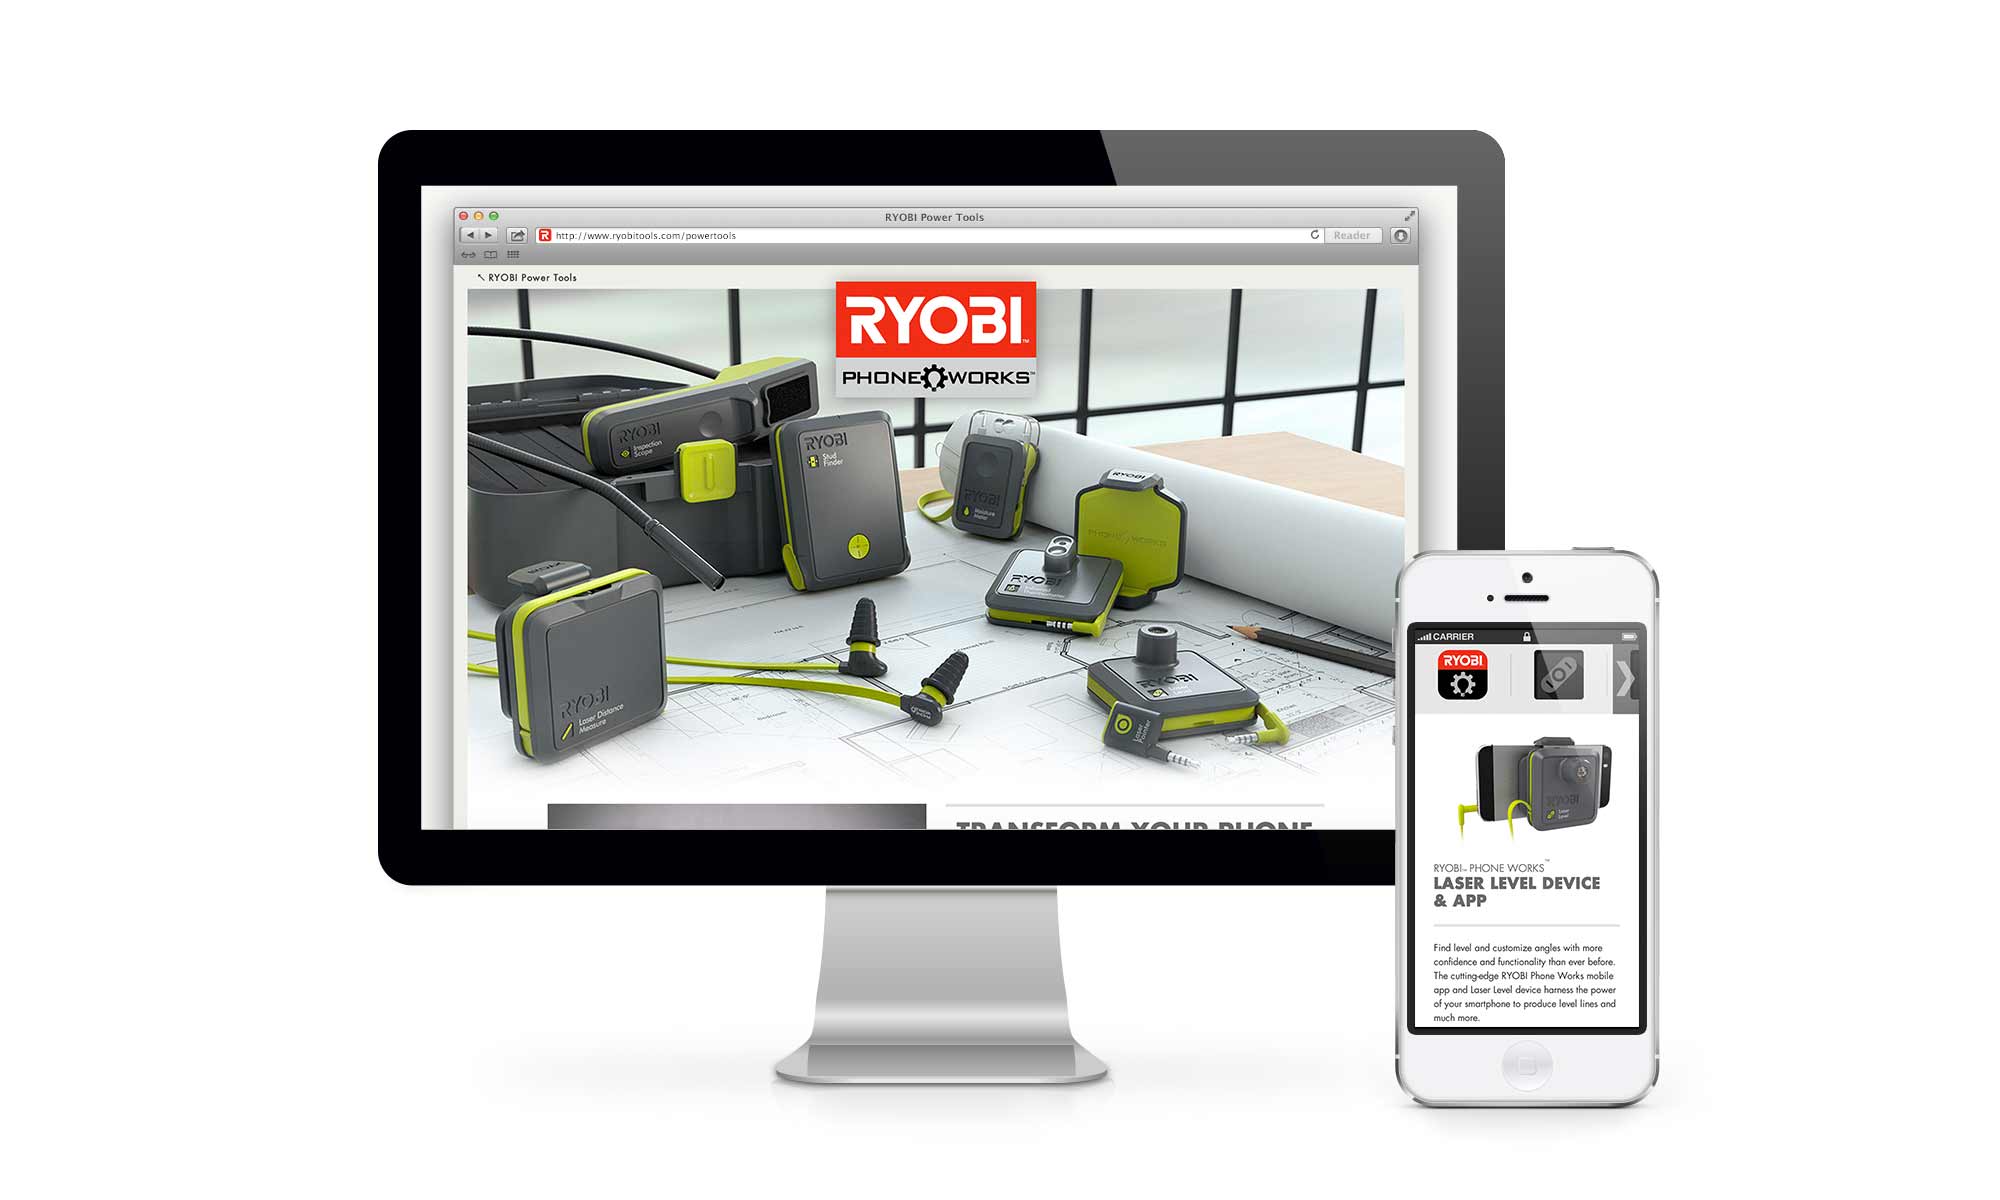 RYOBI Power Tools
http://www.ryobitools.com/powertools
Reader
↖ RYOBI Power Tools
RYOBI™
PHONE WORKS™
RYOBI
Inspection
Scope
RYOBI
Stud
Finder
RYOBI
Moisture
Meter
RYOBI
PHONE WORKS
RYOBI
Infrared
Thermometer
RYOBI
RYOBI
Laser
Pointer
RYOBI
Laser Distance
Measure
TRANSFORM YOUR PHONE
CARRIER
RYOBI
RYOBI
Laser
Level
RYOBI™ PHONE WORKS™
LASER LEVEL DEVICE
& APP
Find level and customize angles with more
confidence and functionality than ever before.
The cutting-edge RYOBI Phone Works mobile
app and Laser Level device harness the power
of your smartphone to produce level lines and
much more.